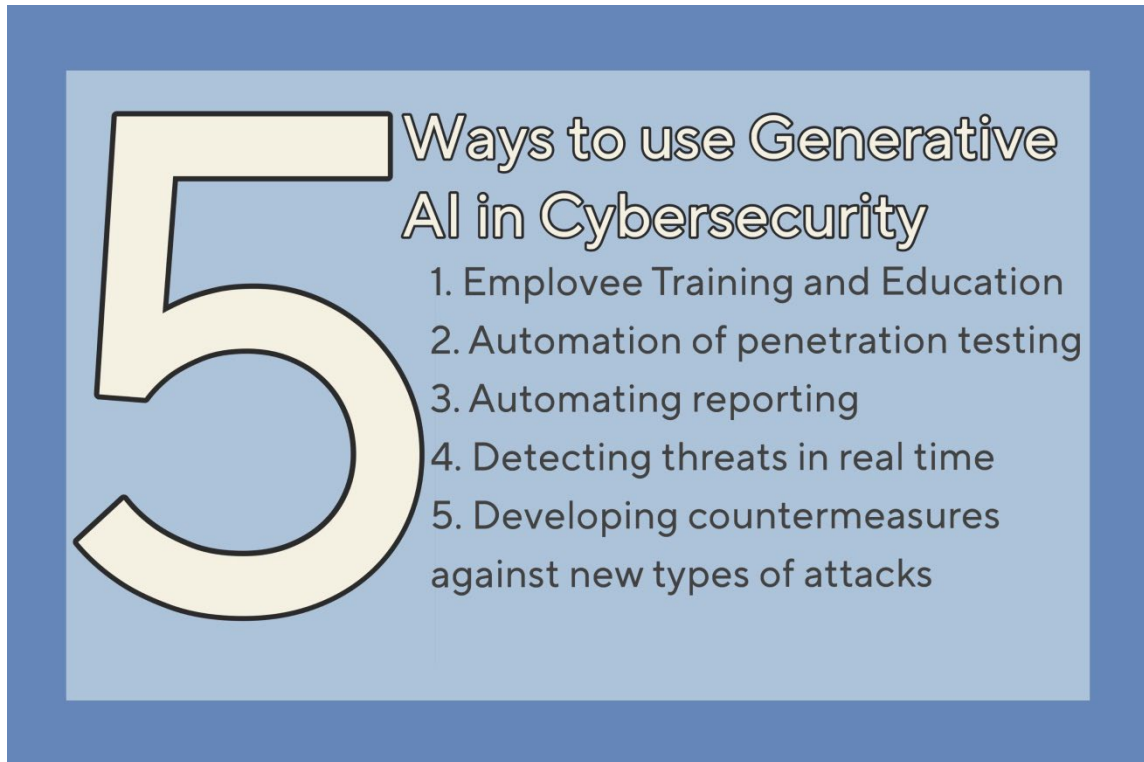 5
Ways to use Generative
AI in Cybersecurity
1. Emplovee Training and Education
2. Automation of penetration testing
3. Automating reporting
4. Detecting threats in real time
5. Developing countermeasures
against new types of attacks